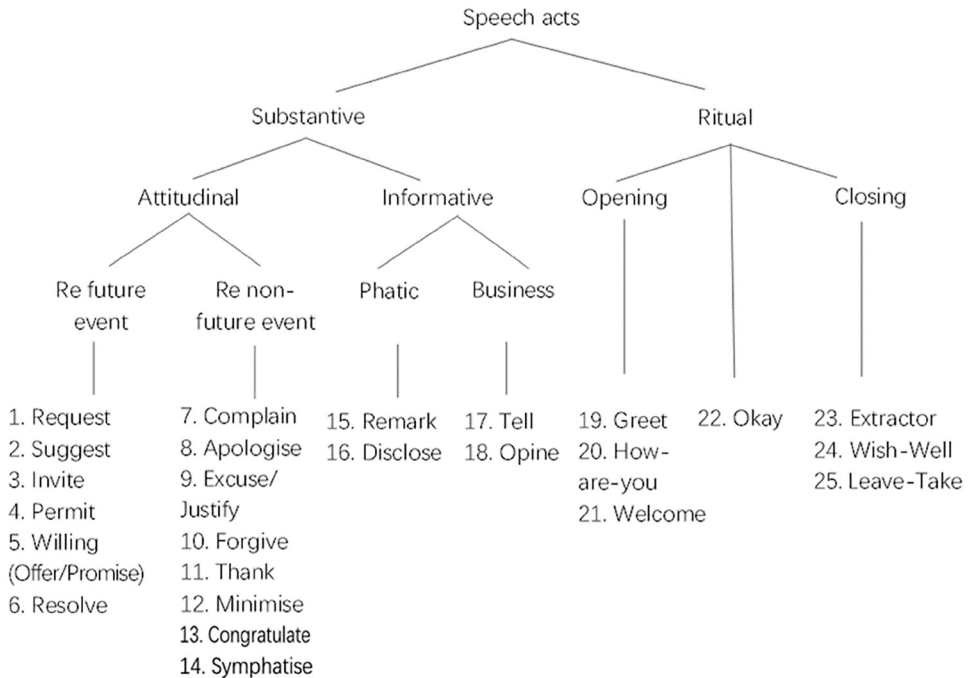 Speech acts
Substantive
Ritual
Attitudinal
Informative
Opening
Closing
Re future
event
Re non-
future event
Phatic
Business
1. Request
2. Suggest
3. Invite
4. Permit
5. Willing
(Offer/Promise)
6. Resolve
7. Complain
8. Apologise
9. Excuse/
Justify
10. Forgive
11. Thank
12. Minimise
13. Congratulate
14. Symphatise
15. Remark
16. Disclose
17. Tell
18. Opine
19. Greet
20. How-
are-you
21. Welcome
22. Okay
23. Extractor
24. Wish-Well
25. Leave-Take